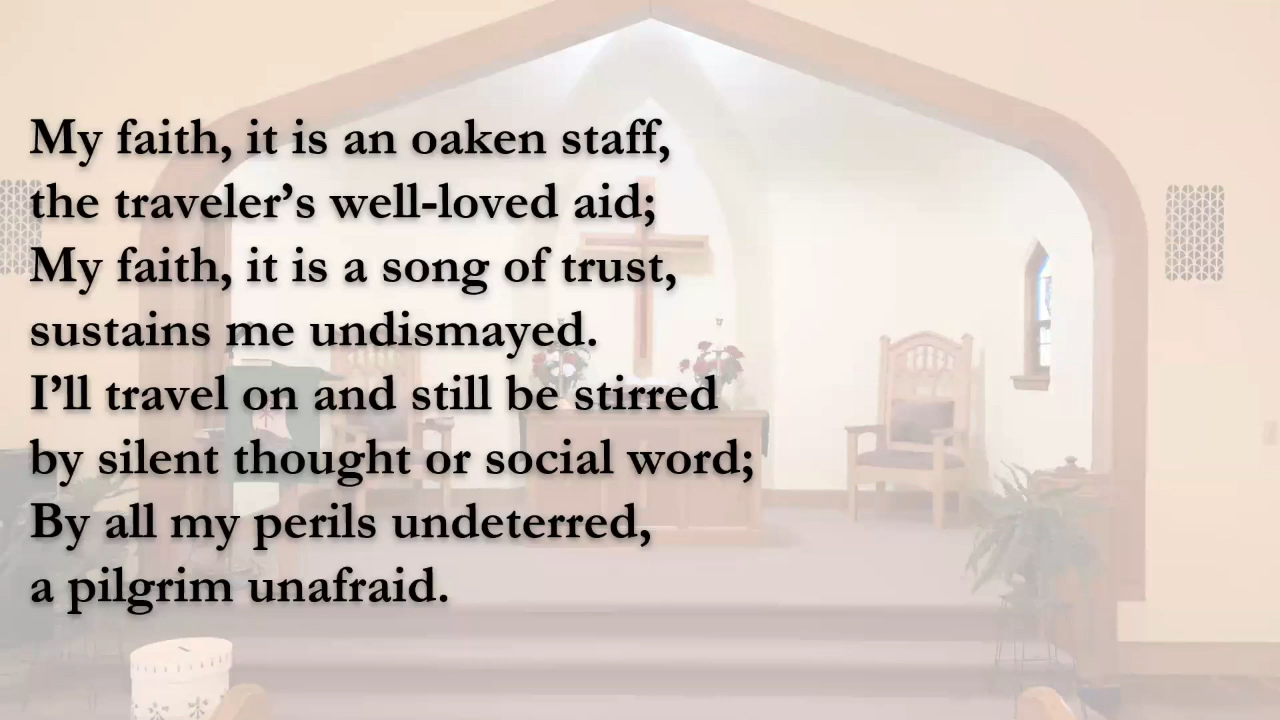 My faith, it is an oaken staff,
the traveler’s well-loved aid;
My faith, it is a song of trust,
sustains me undismayed.
I’ll travel on and still be stirred
by silent thought or social word;
By all my perils undeterred,
a pilgrim unafraid.